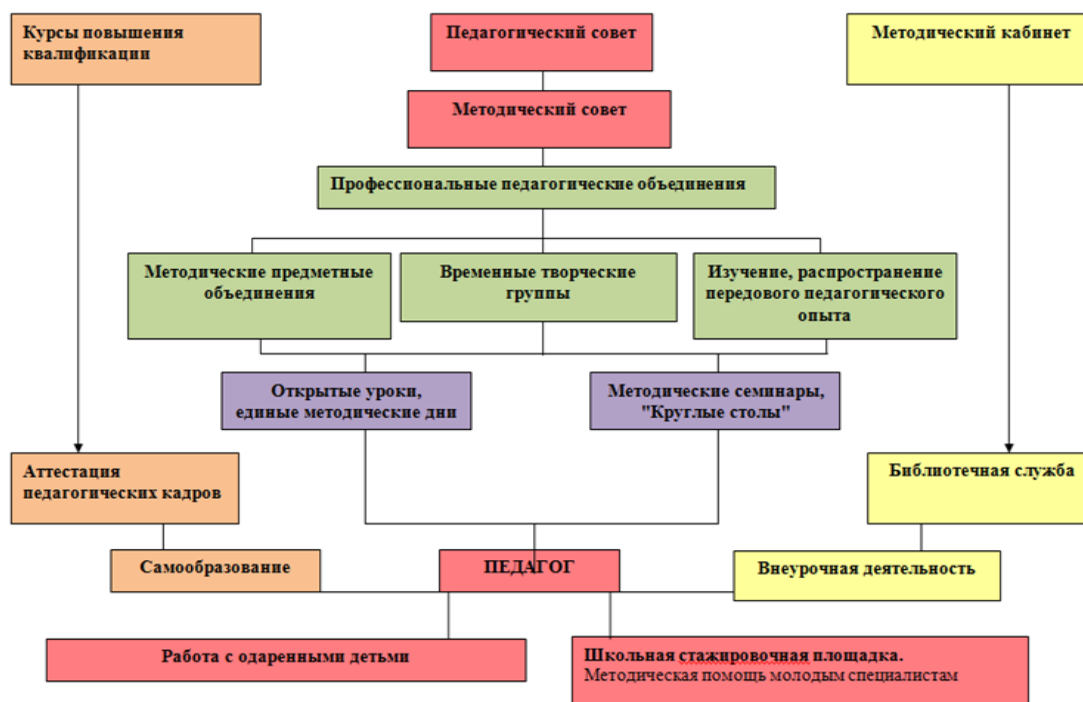 Курсы повышения
квалификации
Педагогический совет
Методический кабинет
Методический совет
Профессиональные педагогические объединения
Методические предметные
объединения
Временные творческие
группы
Изучение, распространение
передового педагогического
опыта
Открытые уроки,
единые методические дни
Методические семинары,
"Круглые столы"
Аттестация
педагогических кадров
Библиотечная служба
Самообразование
ПЕДАГОГ
Внеурочная деятельность
Работа с одаренными детьми
Школьная стажировочная площадка.
Методическая помощь молодым специалистам